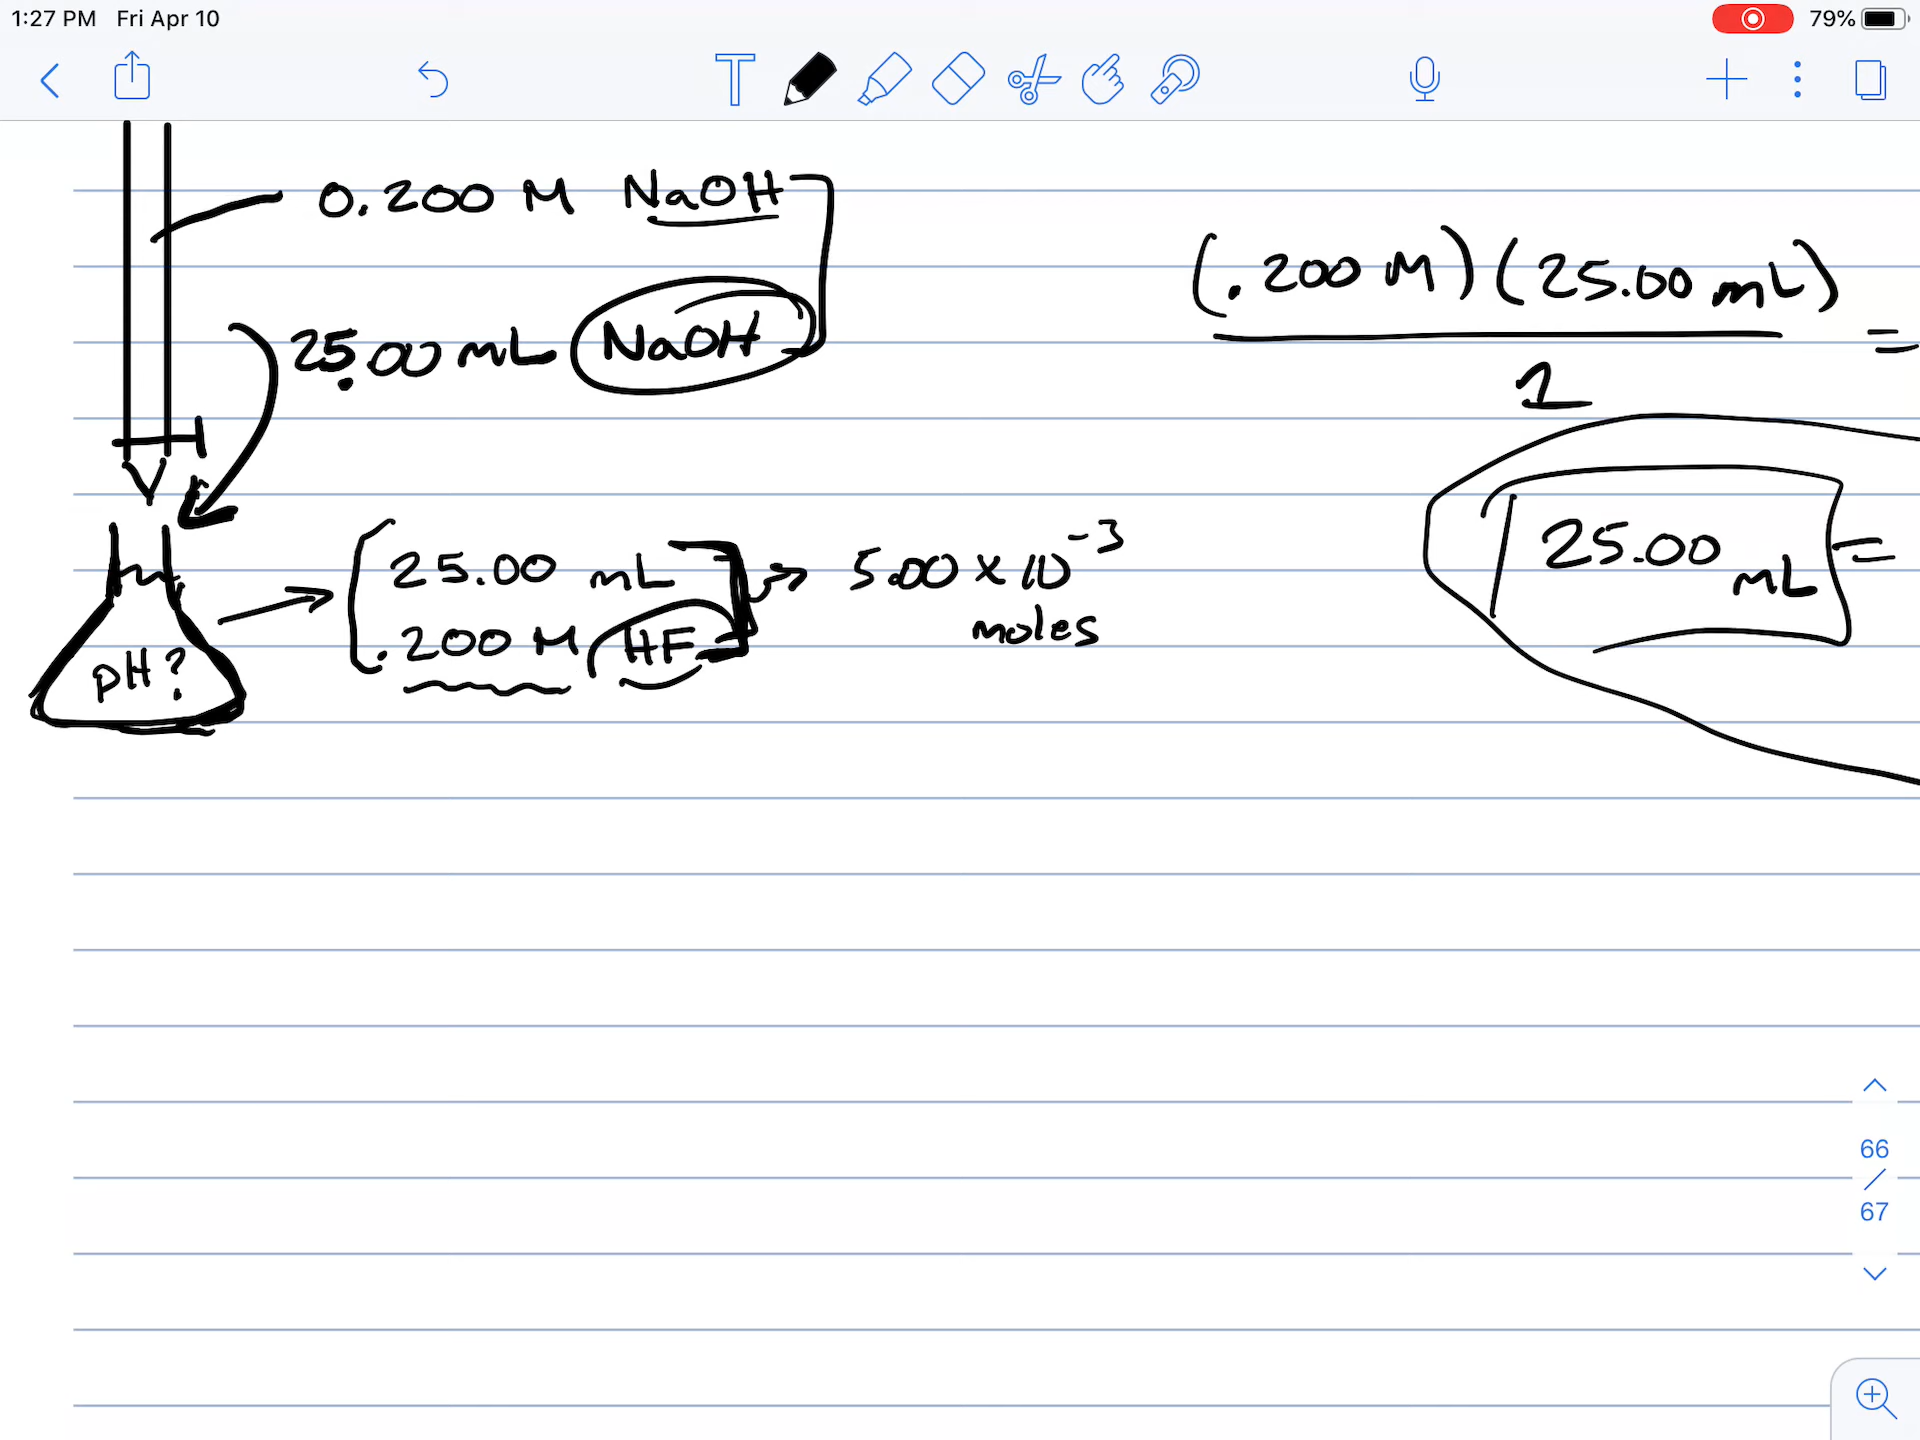 1:27 PM Fri Apr 10
79%
T
0.200 M NaOH
25.00 mL NaOH
(.200 M)(25.00 mL) =
1
25.00 mL =
25.00 mL
.200 M HF
5.00 x 10⁻³
moles
pH?
66
/
67